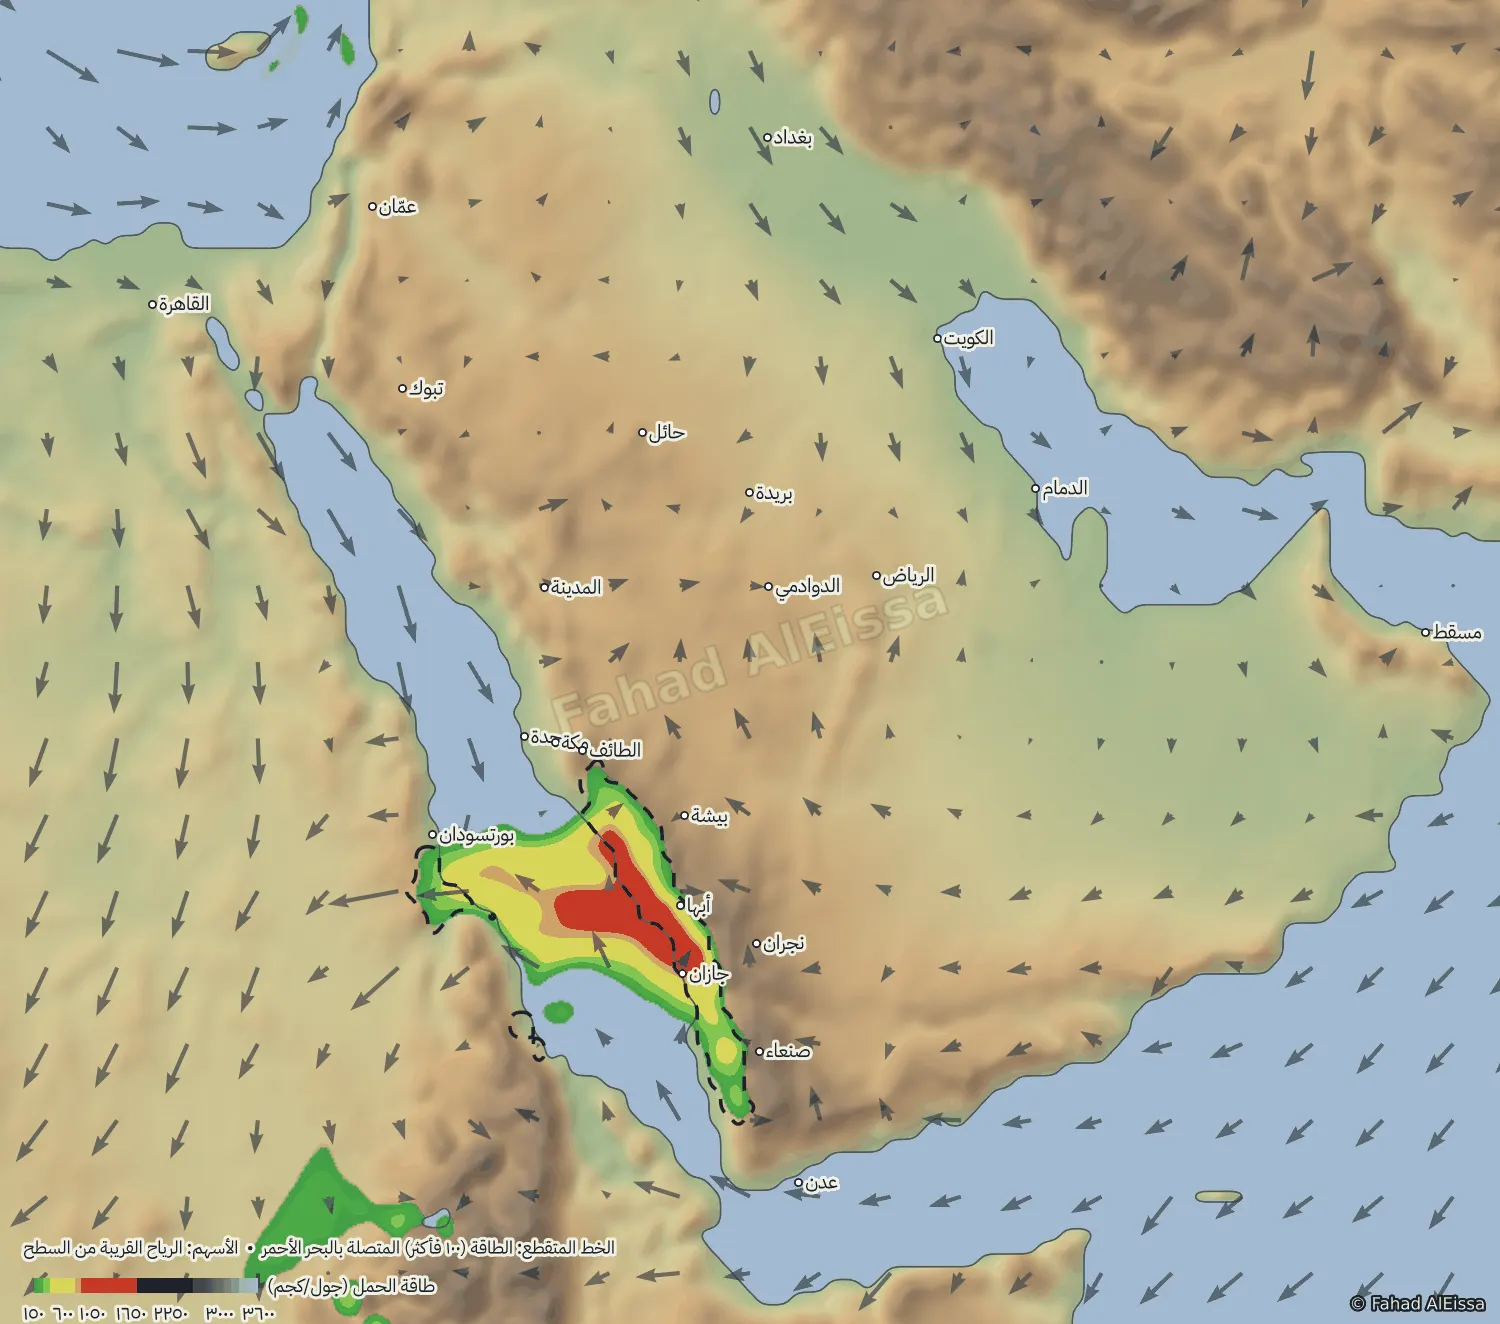 بغداد
عمّان
القاهرة
الكويت
تبوك
حائل
الدمام
بريدة
الرياض
الدوادمي
المدينة
مسقط
Fahad AlEissa
جدة
مكة
الطائف
بيشة
بورتسودان
أبها
نجران
جازان
صنعاء
عدن
الخط المتقطع: الطاقة (١٠٠ فأكثر) المتصلة بالبحر الأحمر • الأسهم: الرياح القريبة من السطح
طاقة الحمل (جول/كجم)
١٥٠ ٦٠٠ ١٠٥٠ ١٦٥٠ ٢٢٥٠ ٣٠٠٠ ٣٦٠٠
© Fahad AlEissa